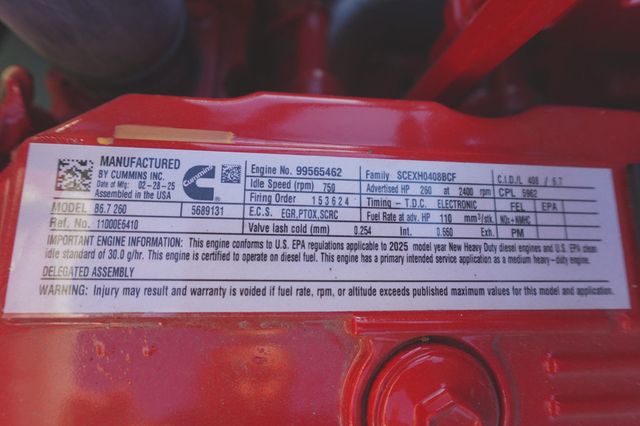 MANUFACTURED
BY CUMMINS INC.
Date of Mfg: 02-28-25
Assembled in the USA
MODEL B6.7 260 5689131
Ref. No. 11000E6410
Cummins
Engine No. 99565462
Idle Speed (rpm) 750
Firing Order 1 5 3 6 2 4
E.C.S. EGR,PTOX,SCRC
Valve lash cold (mm) 0.254 Int. 0.660 Exh.
Family SCEXH0408BCF C.I.D./L 408 / 6.7
Advertised HP 260 at 2400 rpm CPL 5962
Timing - T.D.C. ELECTRONIC FEL EPA
Fuel Rate at adv. HP 110 mm³/stk. NOx+NMHC
PM
IMPORTANT ENGINE INFORMATION: This engine conforms to U.S. EPA regulations applicable to 2025 model year New Heavy Duty diesel engines and U.S. EPA clean
idle standard of 30.0 g/hr. This engine is certified to operate on diesel fuel. This engine has a primary intended service application as a medium heavy-duty engine.
DELEGATED ASSEMBLY
WARNING: Injury may result and warranty is voided if fuel rate, rpm, or altitude exceeds published maximum values for this model and application.